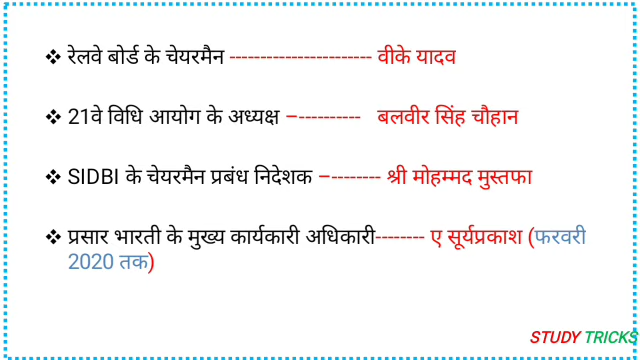 ❖ रेलवे बोर्ड के चेयरमैन ----------------------- वीके यादव
❖ 21वे विधि आयोग के अध्यक्ष –---------- बलवीर सिंह चौहान
❖ SIDBI के चेयरमैन प्रबंध निदेशक –-------- श्री मोहम्मद मुस्तफा
❖ प्रसार भारती के मुख्य कार्यकारी अधिकारी-------- ए सूर्यप्रकाश (फरवरी
2020 तक)
STUDY TRICKS